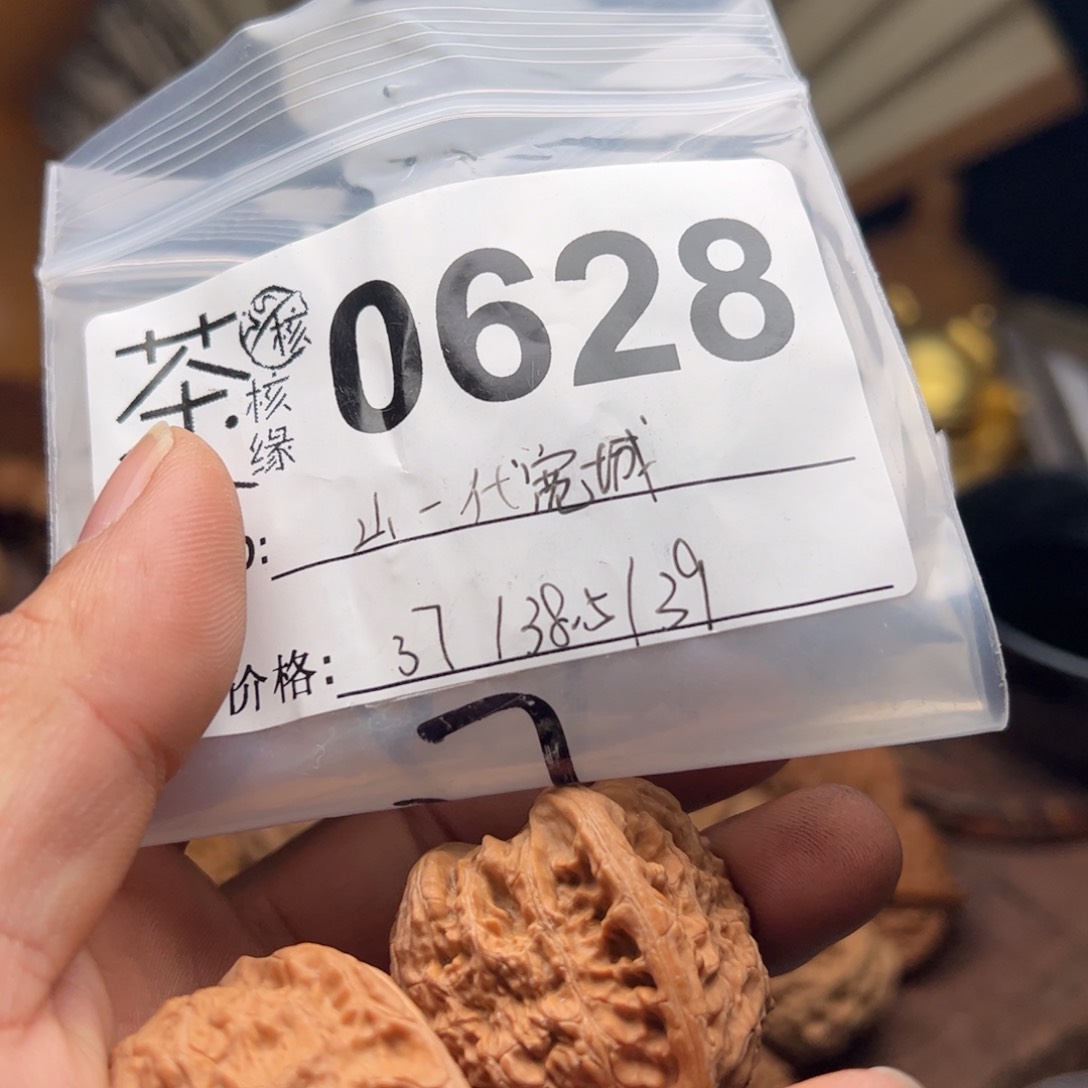 茶 核 0628
核
缘
山一代宽城
价格: 37 / 38.5 / 39